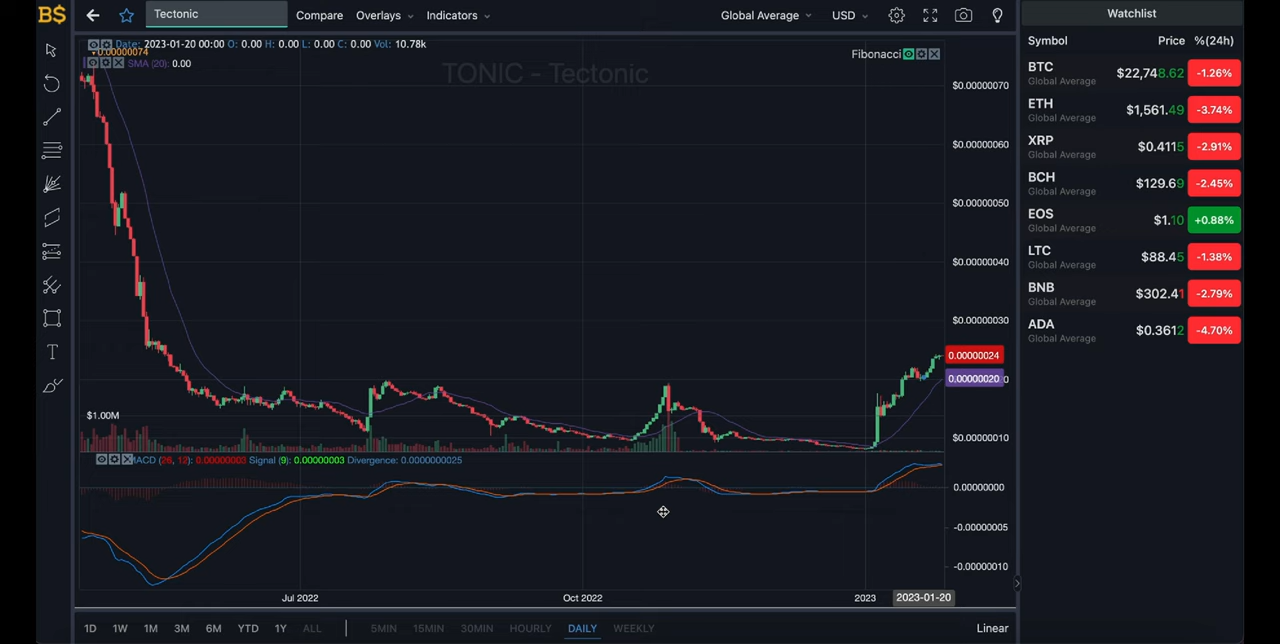 B$
Tectonic
Compare
Overlays
Indicators
Global Average
USD
Date: 2023-01-20 00:00 O: 0.00 H: 0.00 L: 0.00 C: 0.00 Vol: 10.78k
0.00000074
SMA (20): 0.00
Fibonacci
TONIC - Tectonic
$0.00000070
$0.00000060
$0.00000050
$0.00000040
$0.00000030
0.00000024
0.00000020
$1.00M
$0.00000010
MACD (26, 12): 0.00000003 Signal (9): 0.00000003 Divergence: 0.0000000025
0.00000000
-0.00000005
-0.00000010
Jul 2022
Oct 2022
2023
2023-01-20
1D
1W
1M
3M
6M
YTD
1Y
ALL
5MIN
15MIN
30MIN
HOURLY
DAILY
WEEKLY
Linear
T
Watchlist
Symbol Price %(24h)
BTC $22,748.62 -1.26%
Global Average
ETH $1,561.49 -3.74%
Global Average
XRP $0.4115 -2.91%
Global Average
BCH $129.69 -2.45%
Global Average
EOS $1.10 +0.88%
Global Average
LTC $88.45 -1.38%
Global Average
BNB $302.41 -2.79%
Global Average
ADA $0.3612 -4.70%
Global Average